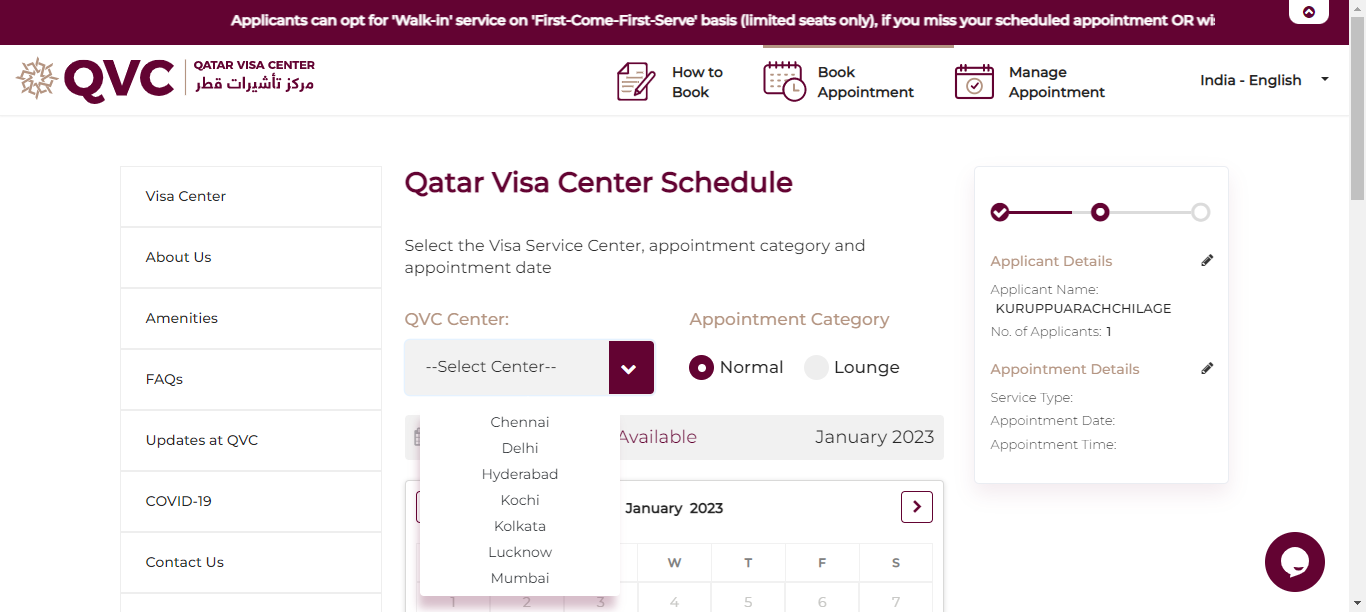 Applicants can opt for 'Walk-in' service on 'First-Come-First-Serve' basis (limited seats only), if you miss your scheduled appointment OR
QVC
QATAR VISA CENTER
مركز تأشيرات قطر
How to
Book
Book
Appointment
Manage
Appointment
India - English
Visa Center
About Us
Amenities
FAQs
Updates at QVC
COVID-19
Contact Us
Qatar Visa Center Schedule
Select the Visa Service Center, appointment category and
appointment date
QVC Center:
--Select Center--
Chennai
Delhi
Hyderabad
Kochi
Kolkata
Lucknow
Mumbai
Appointment Category
Normal Lounge
Available January 2023
January 2023
W T F S
1 2 3 4 5 6 7
Applicant Details
Applicant Name:
KURUPPUARACHCHILAGE
No. of Applicants: 1
Appointment Details
Service Type:
Appointment Date:
Appointment Time: